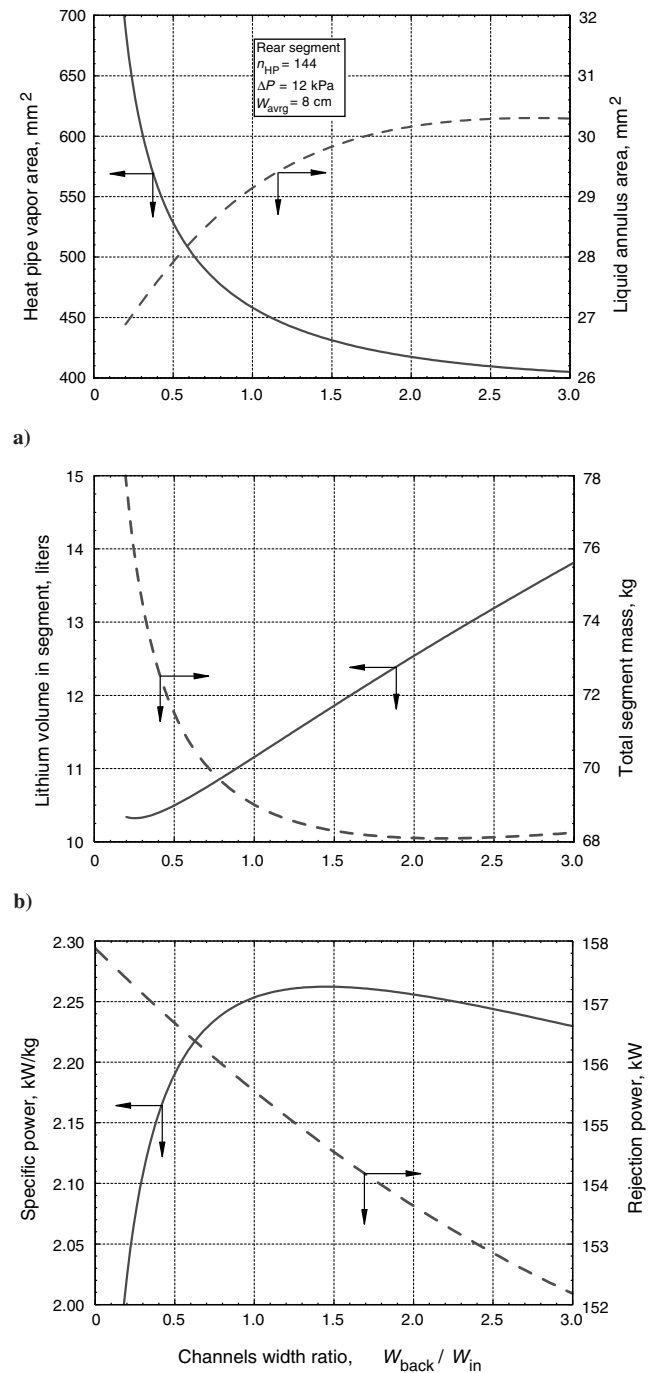 700
650
600
550
500
450
400
Heat pipe vapor area, mm2
Rear segment
nHP = 144
ΔP = 12 kPa
Wavrg = 8 cm
32
31
30
29
28
27
26
Liquid annulus area, mm2
0 0.5 1.0 1.5 2.0 2.5 3.0
a)
15
14
13
12
11
10
Lithium volume in segment, liters
78
76
74
72
70
68
Total segment mass, kg
0 0.5 1.0 1.5 2.0 2.5 3.0
b)
2.30
2.25
2.20
2.15
2.10
2.05
2.00
Specific power, kW/kg
158
157
156
155
154
153
152
Rejection power, kW
0 0.5 1.0 1.5 2.0 2.5 3.0
Channels width ratio, Wback / Win